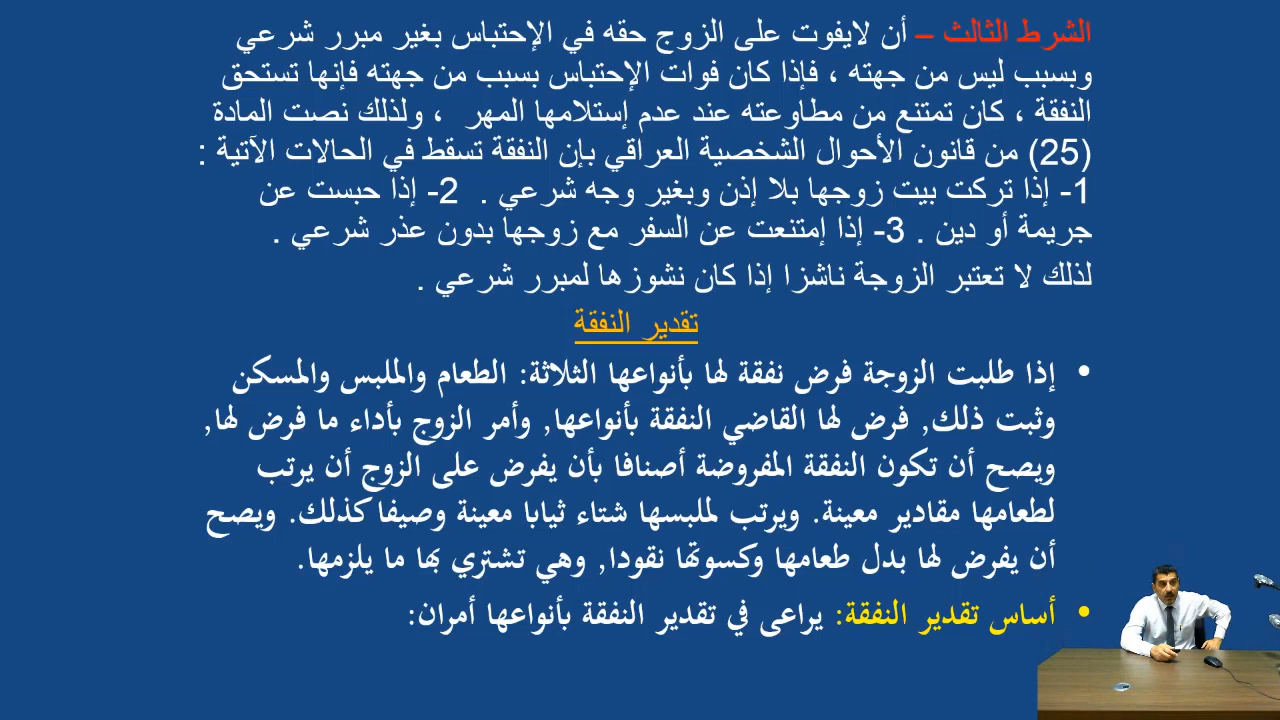 الشرط الثالث – أن لايفوت على الزوج حقه في الإحتباس بغير مبرر شرعي
وبسبب ليس من جهته ، فإذا كان فوات الإحتباس بسبب من جهته فإنها تستحق
النفقة ، كان تمتنع من مطاوعته عند عدم إستلامها المهر ، ولذلك نصت المادة
(25) من قانون الأحوال الشخصية العراقي بإن النفقة تسقط في الحالات الآتية :
1- إذا تركت بيت زوجها بلا إذن وبغير وجه شرعي . 2- إذا حبست عن
جريمة أو دين . 3- إذا إمتنعت عن السفر مع زوجها بدون عذر شرعي .
لذلك لا تعتبر الزوجة ناشزا إذا كان نشوزها لمبرر شرعي .
تقدير النفقة
• إذا طلبت الزوجة فرض نفقة لها بأنواعها الثلاثة: الطعام والملبس والمسكن
وثبت ذلك, فرض لها القاضي النفقة بأنواعها, وأمر الزوج بأداء ما فرض لها,
ويصح أن تكون النفقة المفروضة أصنافا بأن يفرض على الزوج أن يرتب
لطعامها مقادير معينة. ويرتب لملبسها شتاء ثيابا معينة وصيفا كذلك. ويصح
أن يفرض لها بدل طعامها وكسوتها نقودا, وهي تشتري بها ما يلزمها.
• أساس تقدير النفقة: يراعى في تقدير النفقة بأنواعها أمران: